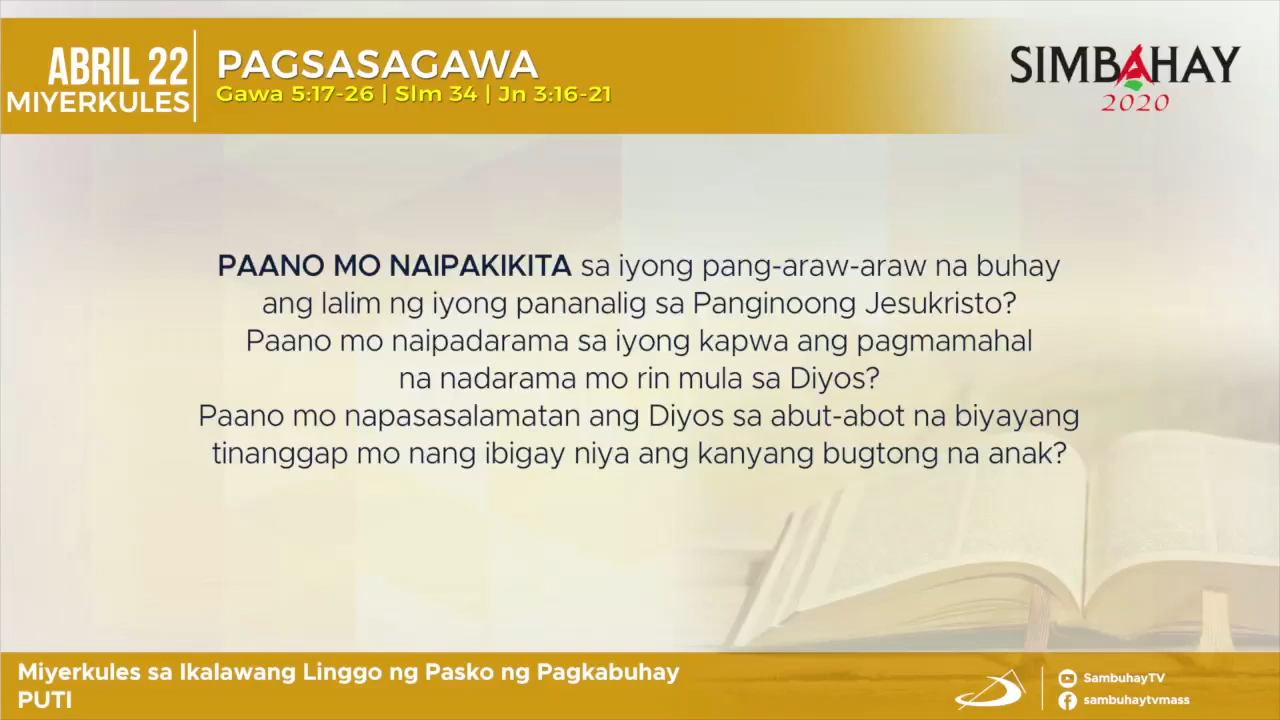 ABRIL 22
MIYERKULES
PAGSASAGAWA
Gawa 5:17-26 | Slm 34 | Jn 3:16-21
SIMBAHAY
2020
PAANO MO NAIPAKIKITA sa iyong pang-araw-araw na buhay
ang lalim ng iyong pananalig sa Panginoong Jesukristo?
Paano mo naipadarama sa iyong kapwa ang pagmamahal
na nadarama mo rin mula sa Diyos?
Paano mo napasasalamatan ang Diyos sa abut-abot na biyayang
tinanggap mo nang ibigay niya ang kanyang bugtong na anak?
Miyerkules sa Ikalawang Linggo ng Pasko ng Pagkabuhay
PUTI
SambuhayTV
sambuhaytvmass